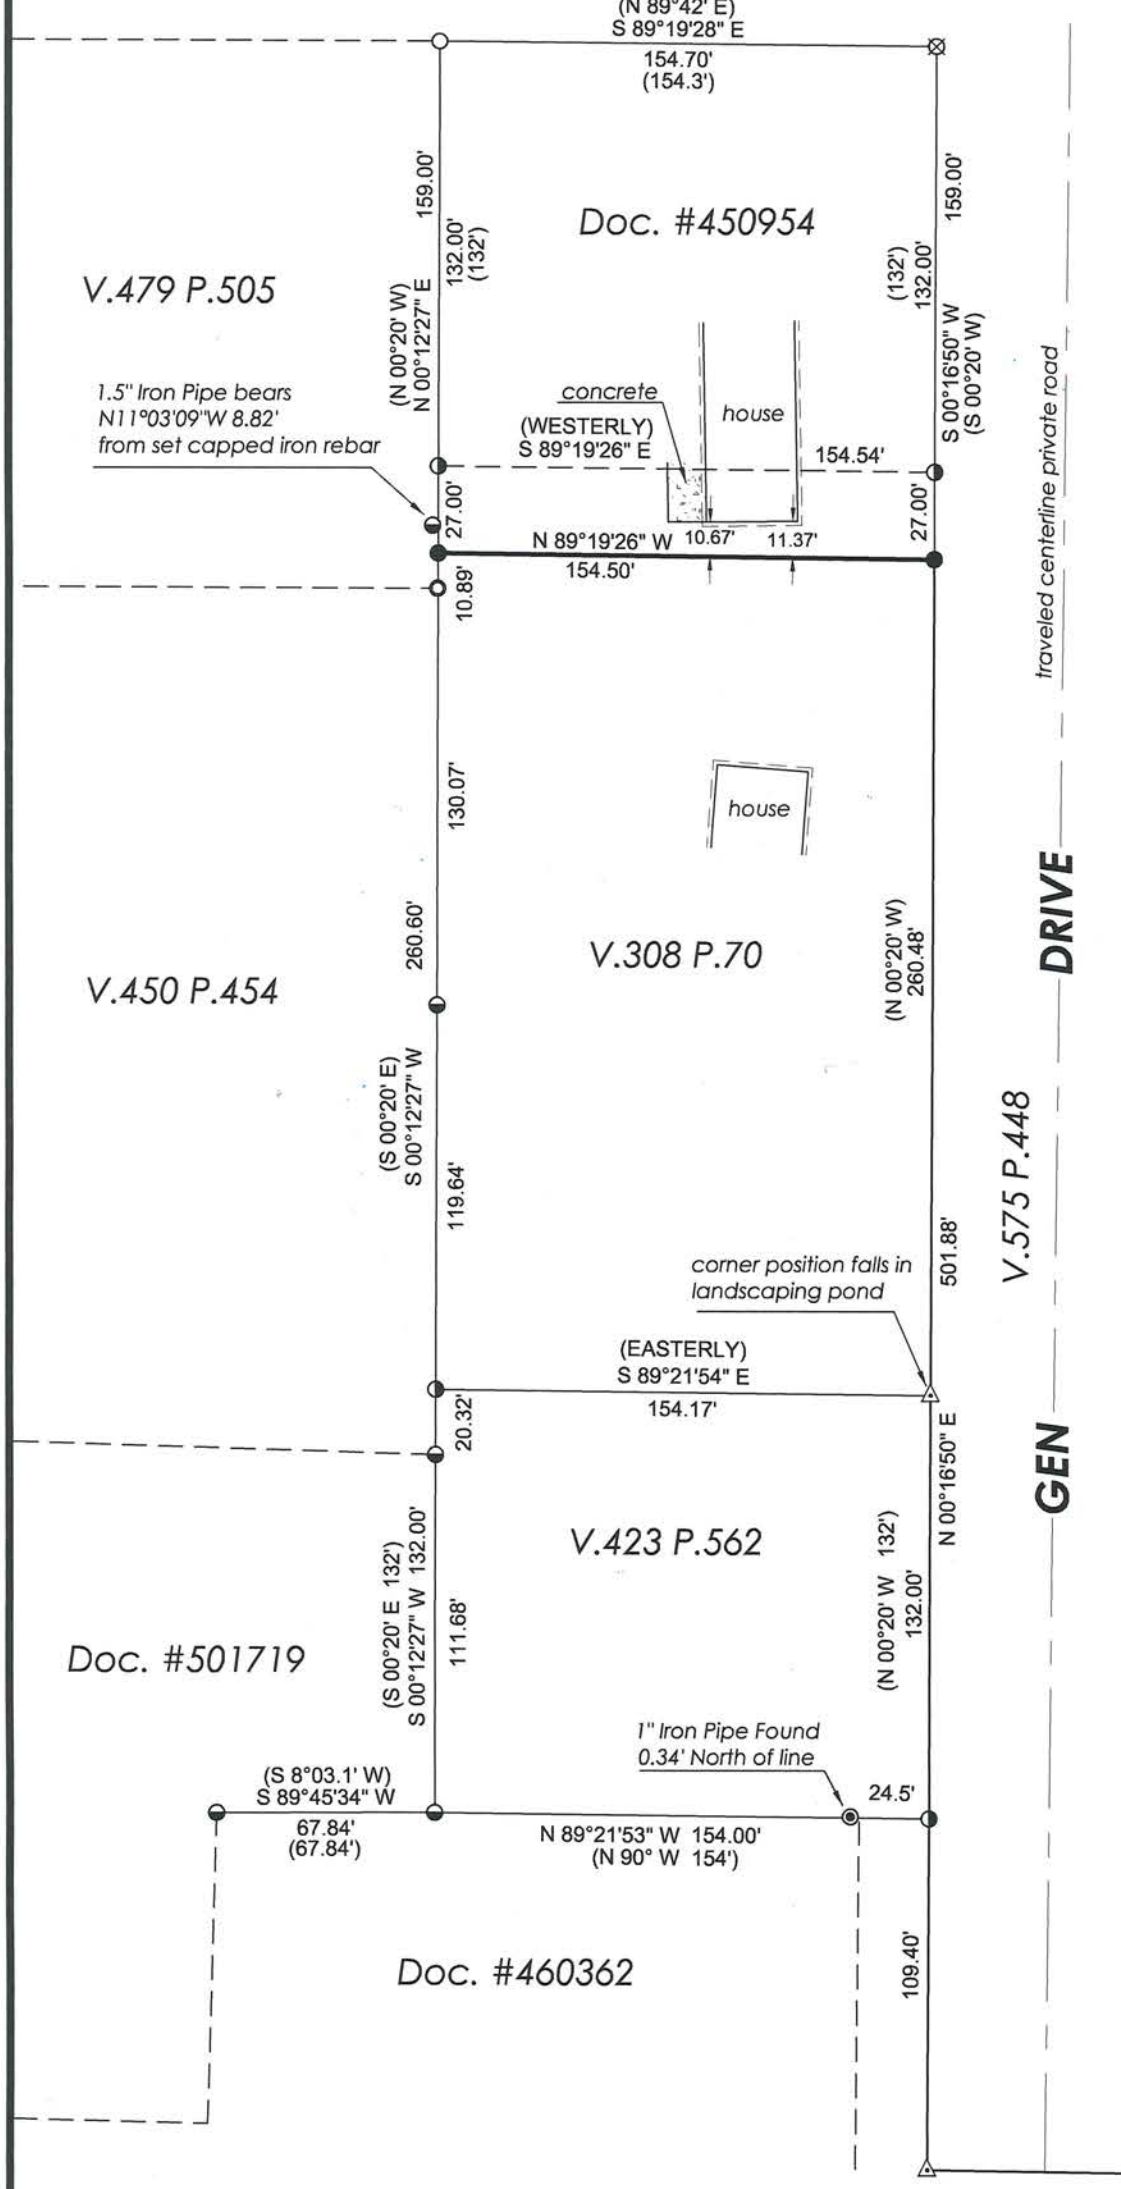 (N 89°42' E)
S 89°19'28" E
154.70'
(154.3')
159.00'
132.00'
(132')
(N 00°20' W)
N 00°12'27" E
Doc. #450954
159.00'
(132')
132.00'
S 00°16'50" W
(S 00°20' W)
V.479 P.505
1.5" Iron Pipe bears
N11°03'09"W 8.82'
from set capped iron rebar
concrete
(WESTERLY)
S 89°19'26" E
house
154.54'
27.00'
27.00'
N 89°19'26" W
10.67'
11.37'
154.50'
10.89'
traveled centerline private road
130.07'
260.60'
house
V.308 P.70
(N 00°20' W)
260.48'
DRIVE
V.450 P.454
(S 00°20' E)
S 00°12'27" W
119.64'
V.575 P.448
501.88'
corner position falls in
landscaping pond
(EASTERLY)
S 89°21'54" E
154.17'
20.32'
N 00°16'50" E
GEN
V.423 P.562
(S 00°20' E 132')
S 00°12'27" W 132.00'
111.68'
(N 00°20' W 132')
132.00'
Doc. #501719
1" Iron Pipe Found
0.34' North of line
(S 8°03.1' W)
S 89°45'34" W
67.84'
(67.84')
24.5'
N 89°21'53" W 154.00'
(N 90° W 154')
Doc. #460362
109.40'